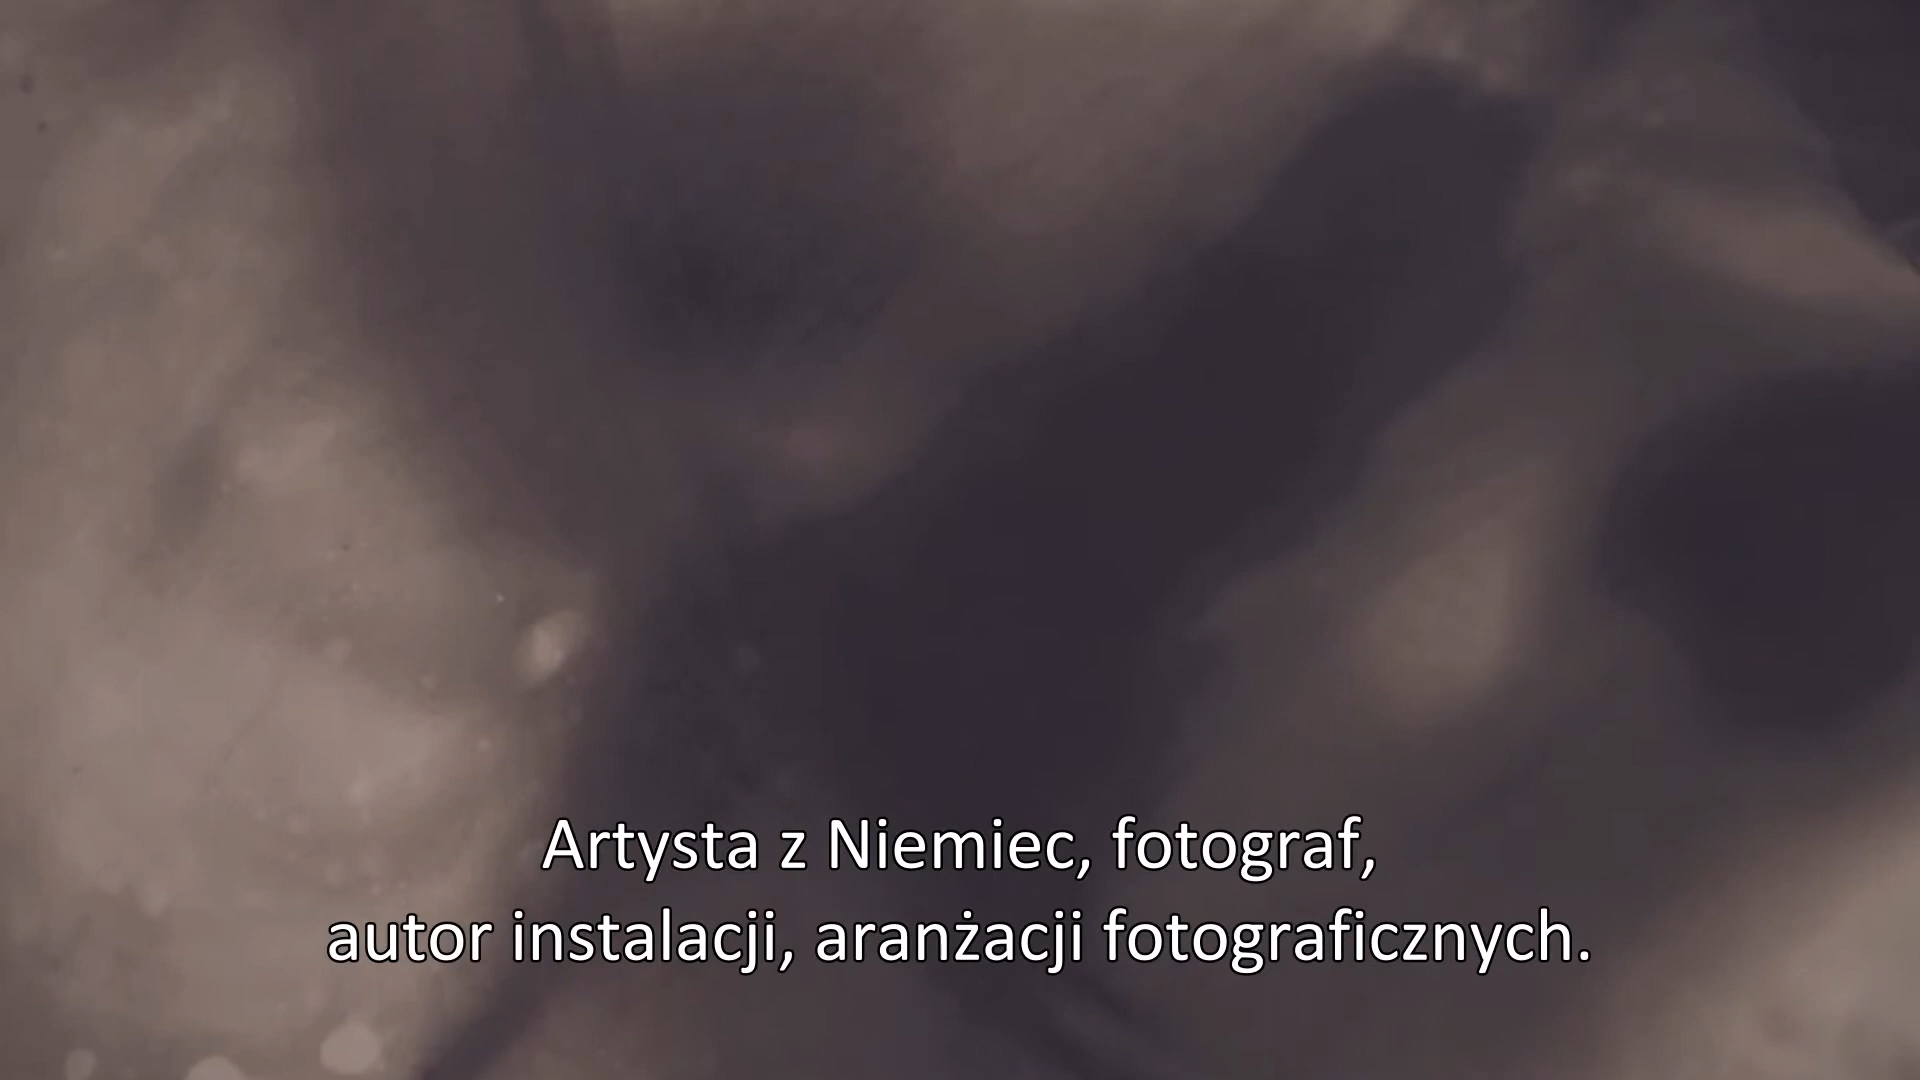 Artysta z Niemiec, fotograf,
autor instalacji, aranżacji fotograficznych.